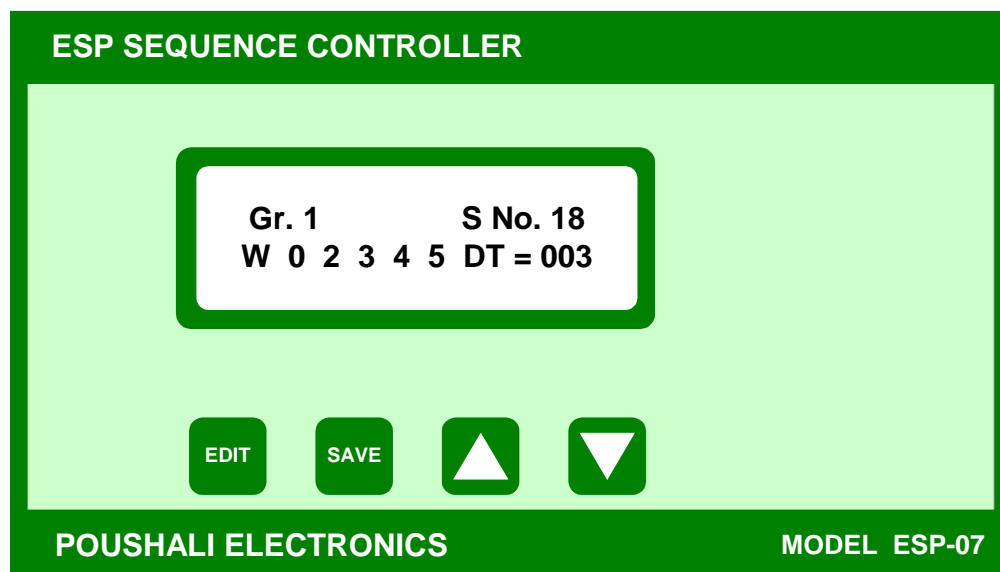 ESP SEQUENCE CONTROLLER
Gr. 1 S No. 18
W 0 2 3 4 5 DT = 003
EDIT SAVE
POUSHALI ELECTRONICS MODEL ESP-07